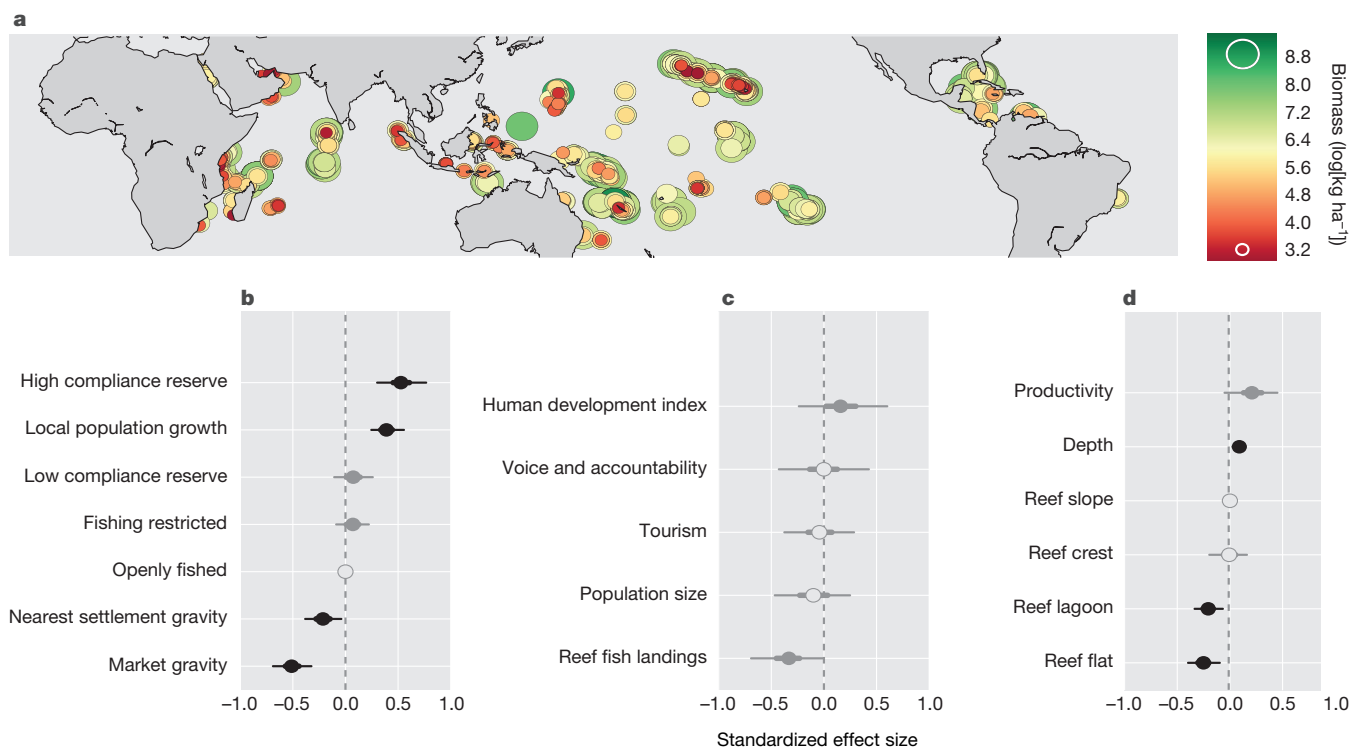 a
8.8
8.0
7.2
6.4
5.6
4.8
4.0
3.2
Biomass (log[kg ha⁻¹])
b
High compliance reserve
Local population growth
Low compliance reserve
Fishing restricted
Openly fished
Nearest settlement gravity
Market gravity
−1.0 −0.5 0.0 0.5 1.0
c
Human development index
Voice and accountability
Tourism
Population size
Reef fish landings
−1.0 −0.5 0.0 0.5 1.0
Standardized effect size
d
Productivity
Depth
Reef slope
Reef crest
Reef lagoon
Reef flat
−1.0 −0.5 0.0 0.5 1.0